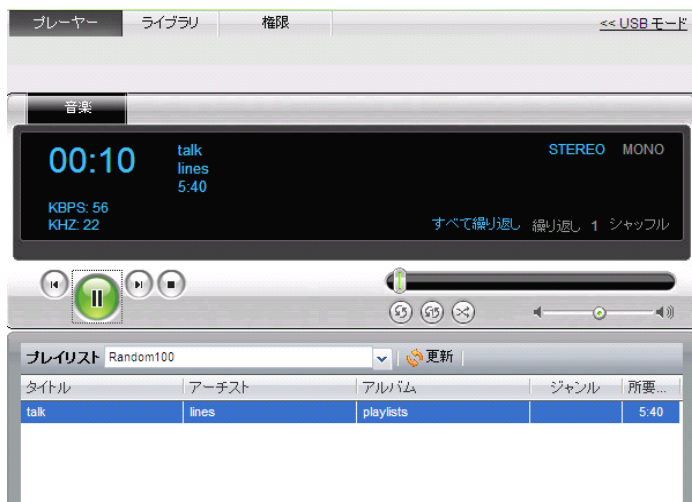 プレーヤー ライブラリ 権限 << USB モード
音楽
00:10 talk STEREO MONO
lines
5:40
KBPS: 56
KHZ: 22 すべて繰り返し 繰り返し 1 シャッフル
プレイリスト Random100 更新
タイトル アーチスト アルバム ジャンル 所要...
talk lines playlists 5:40